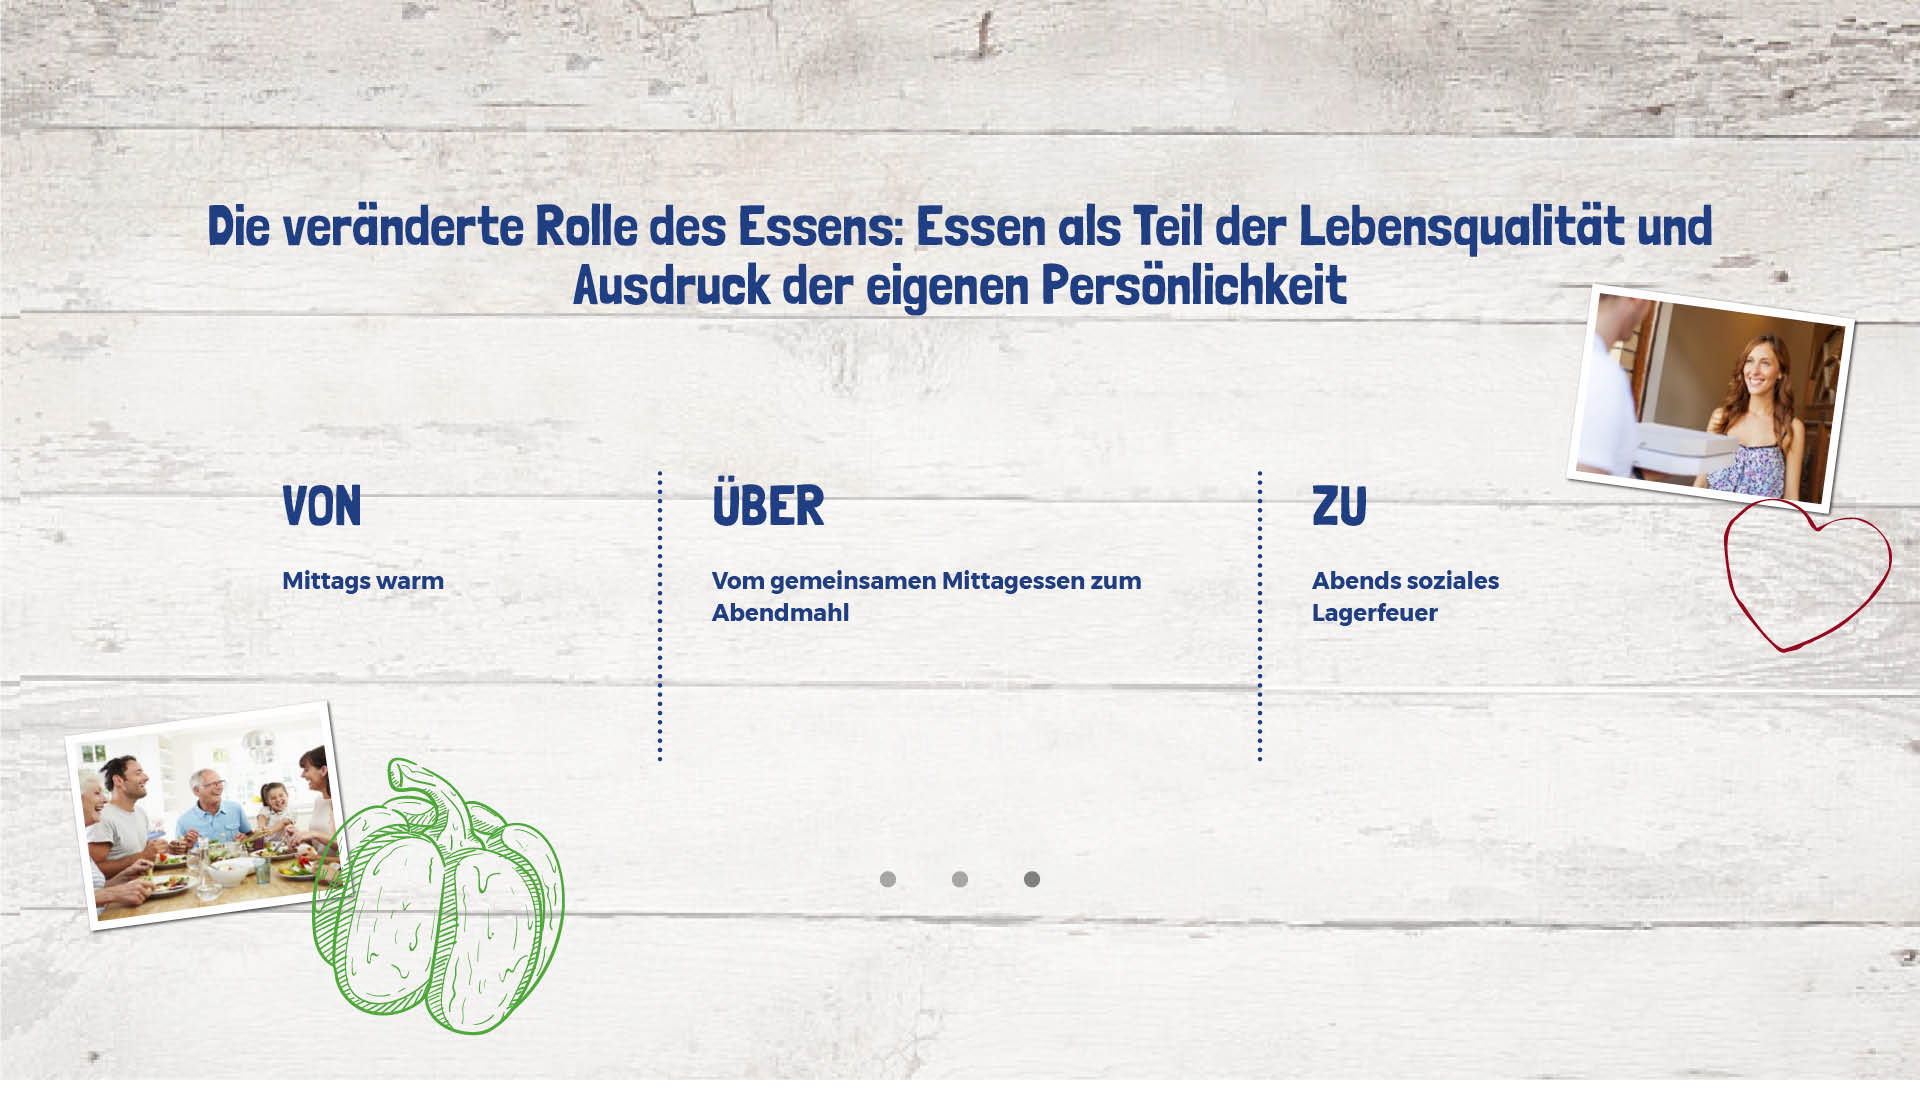 Die veränderte Rolle des Essens: Essen als Teil der Lebensqualität und
Ausdruck der eigenen Persönlichkeit
VON
Mittags warm
ÜBER
Vom gemeinsamen Mittagessen zum
Abendmahl
ZU
Abends soziales
Lagerfeuer